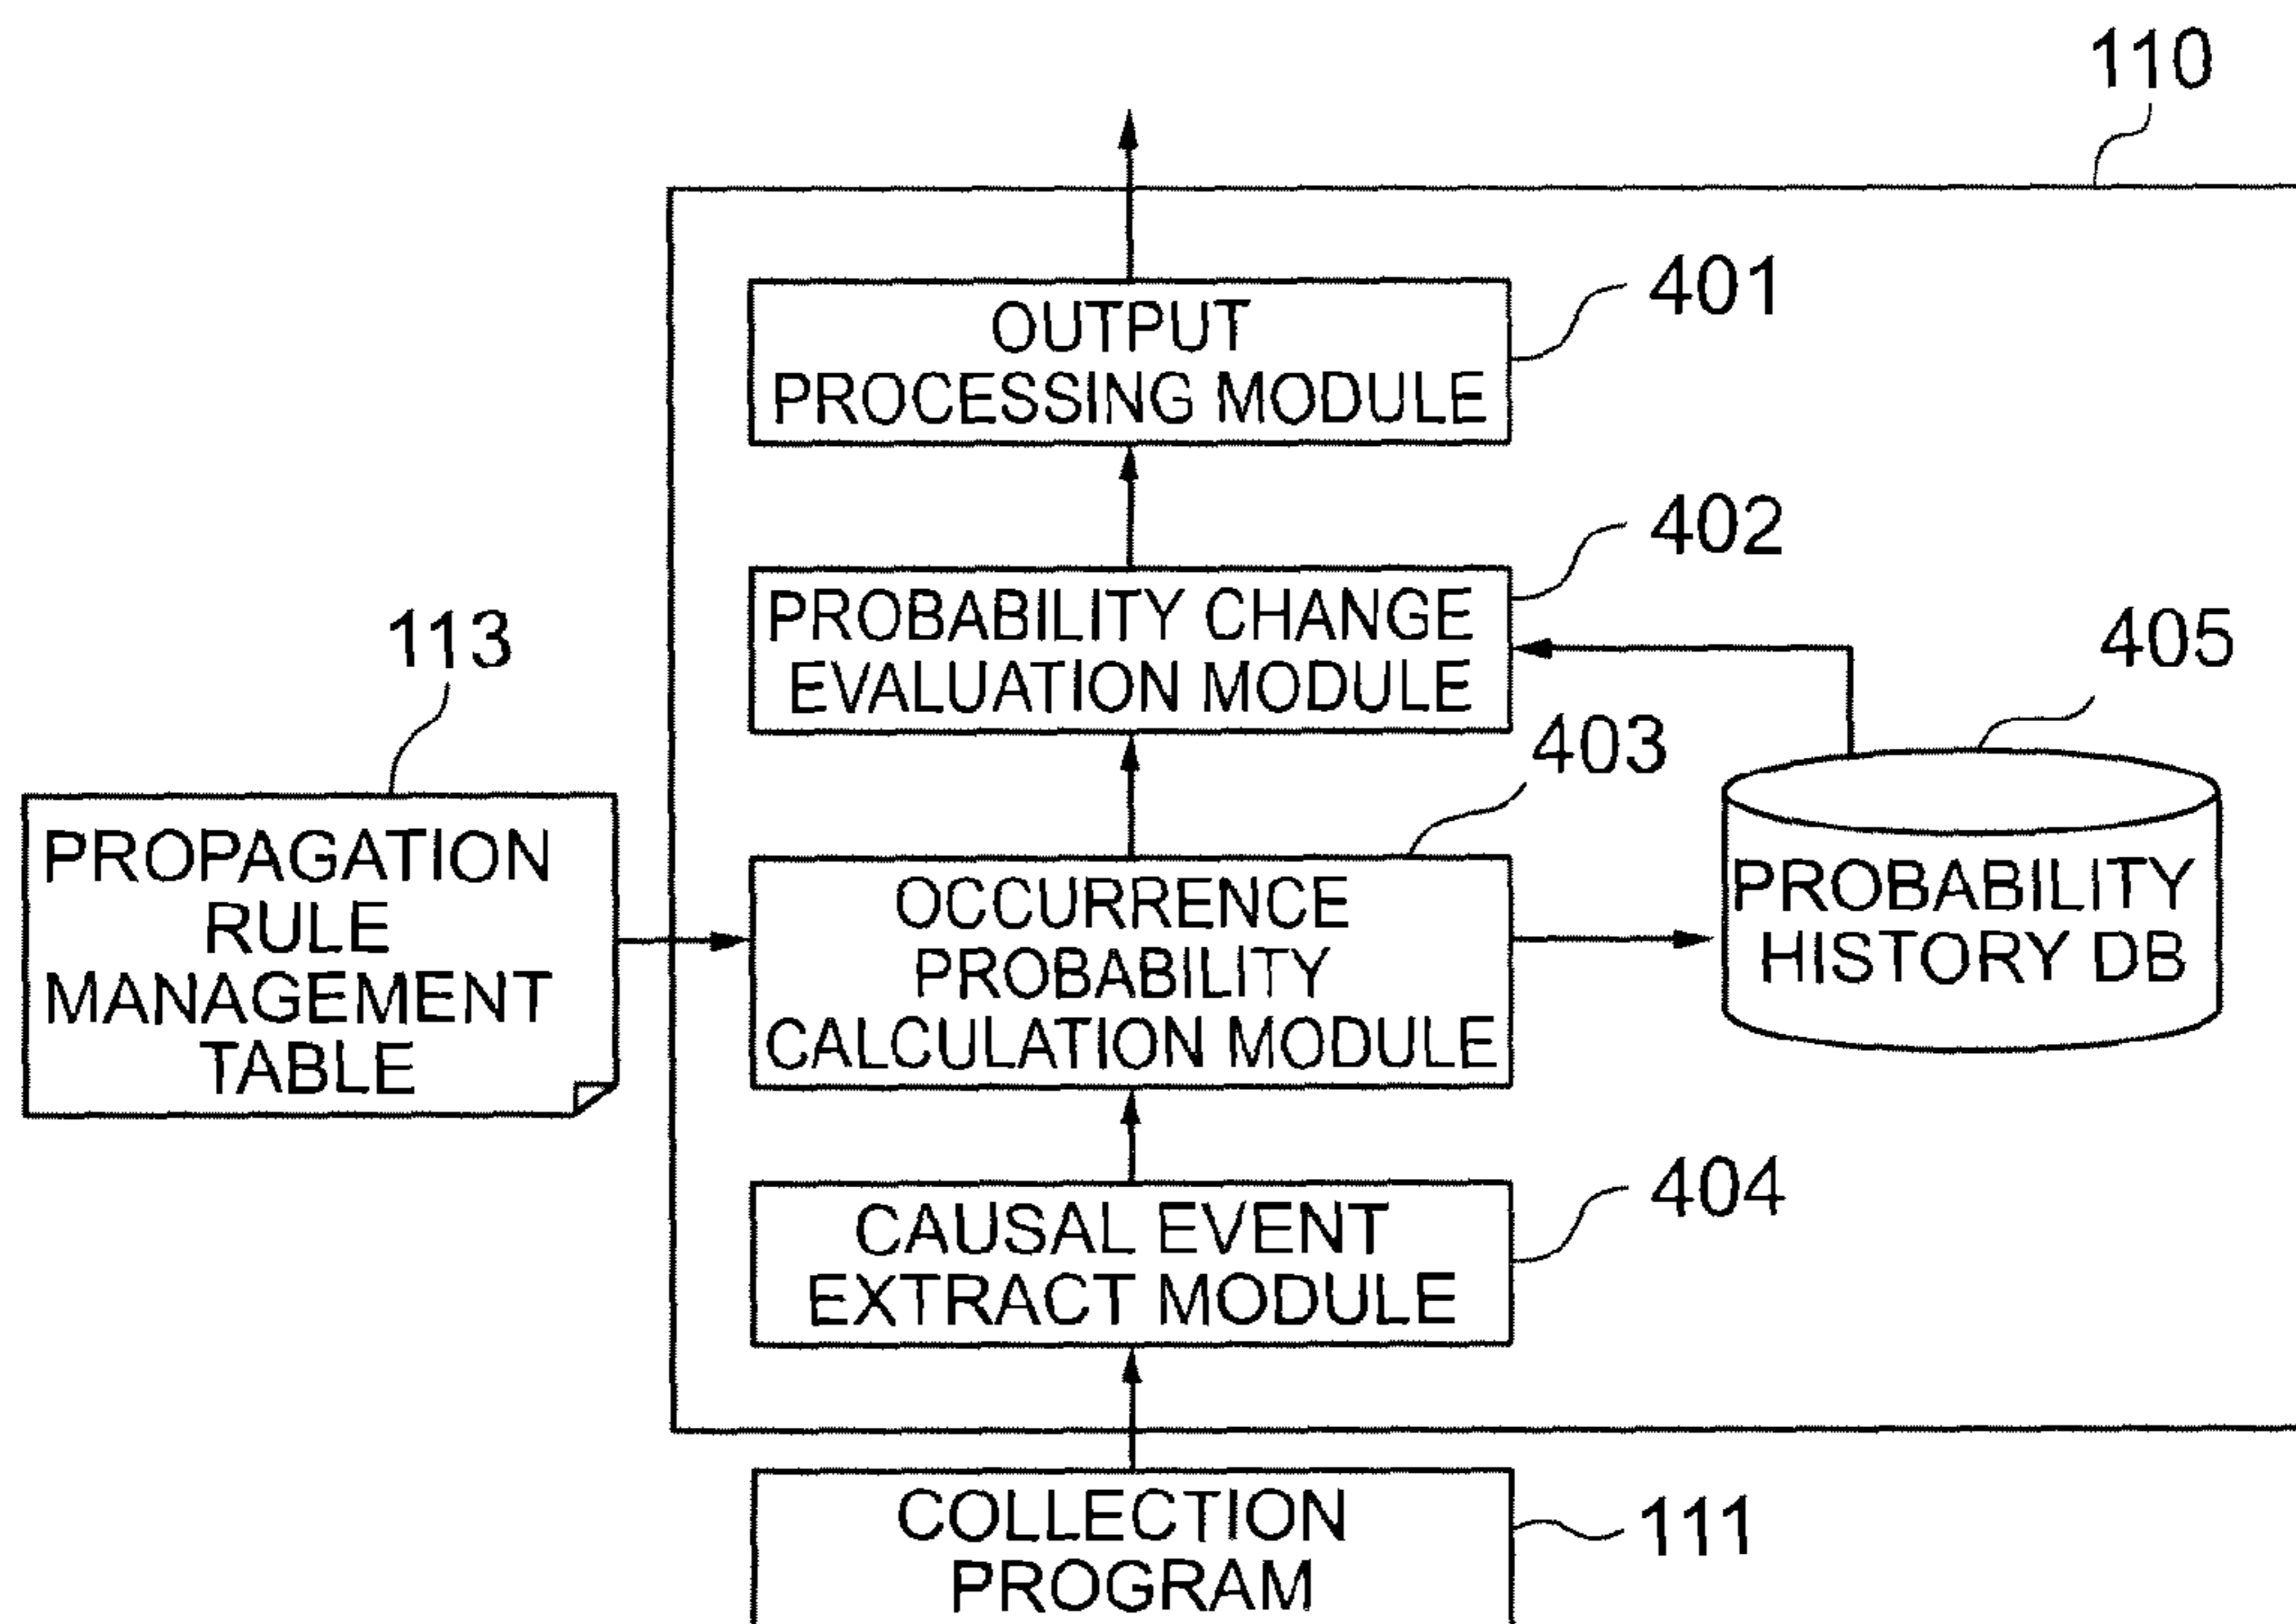 110
OUTPUT
PROCESSING MODULE
401
PROBABILITY CHANGE
EVALUATION MODULE
402
113
405
403
PROPAGATION
RULE
MANAGEMENT
TABLE
OCCURRENCE
PROBABILITY
CALCULATION MODULE
PROBABILITY
HISTORY DB
CAUSAL EVENT
EXTRACT MODULE
404
COLLECTION
PROGRAM
111